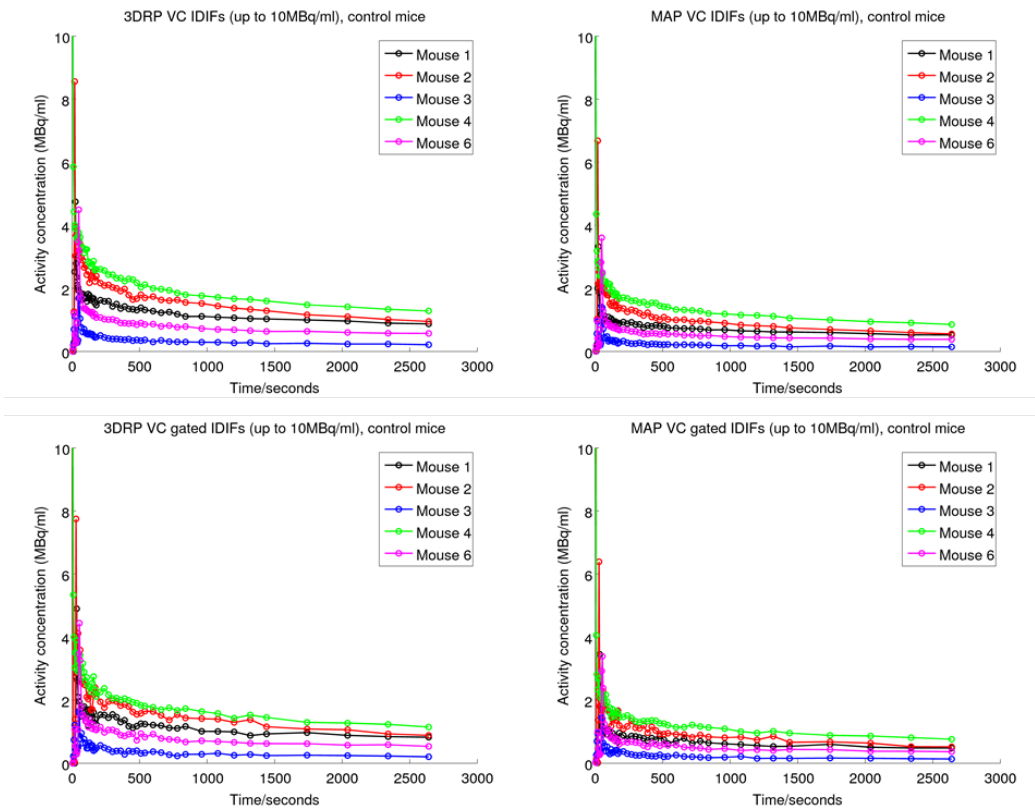 3DRP VC IDIFs (up to 10MBq/ml), control mice
10
8
6
4
2
0
0
500
1000
1500
2000
2500
3000
Activity concentration (MBq/ml)
Time/seconds
Mouse 1
Mouse 2
Mouse 3
Mouse 4
Mouse 6
MAP VC IDIFs (up to 10MBq/ml), control mice
10
8
6
4
2
0
0
500
1000
1500
2000
2500
3000
Activity concentration (MBq/ml)
Time/seconds
Mouse 1
Mouse 2
Mouse 3
Mouse 4
Mouse 6
3DRP VC gated IDIFs (up to 10MBq/ml), control mice
10
8
6
4
2
0
0
500
1000
1500
2000
2500
3000
Activity concentration (MBq/ml)
Time/seconds
Mouse 1
Mouse 2
Mouse 3
Mouse 4
Mouse 6
MAP VC gated IDIFs (up to 10MBq/ml), control mice
10
8
6
4
2
0
0
500
1000
1500
2000
2500
3000
Activity concentration (MBq/ml)
Time/seconds
Mouse 1
Mouse 2
Mouse 3
Mouse 4
Mouse 6